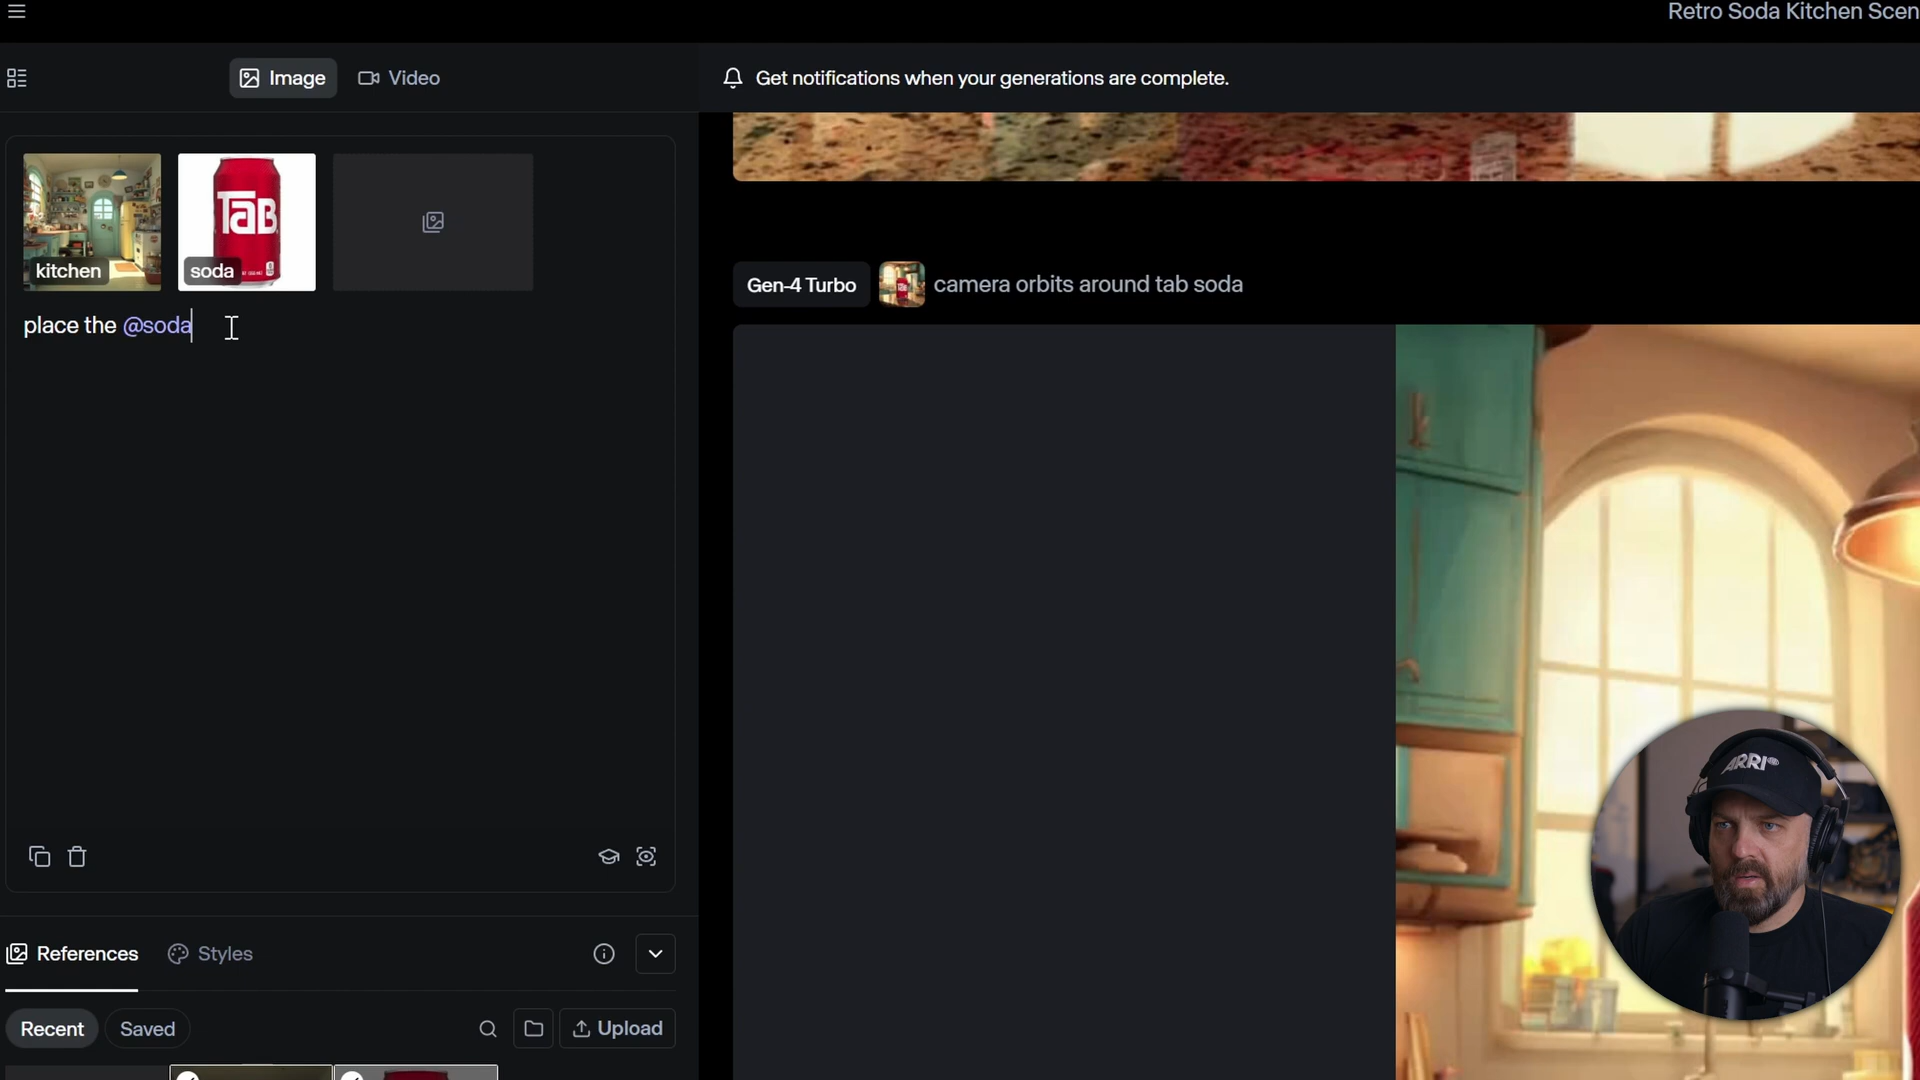 Retro Soda Kitchen Scen
Image
Video
Get notifications when your generations are complete.
TaB
kitchen
soda
place the @soda
Gen-4 Turbo
camera orbits around tab soda
ARRI
References
Styles
Recent
Saved
Upload